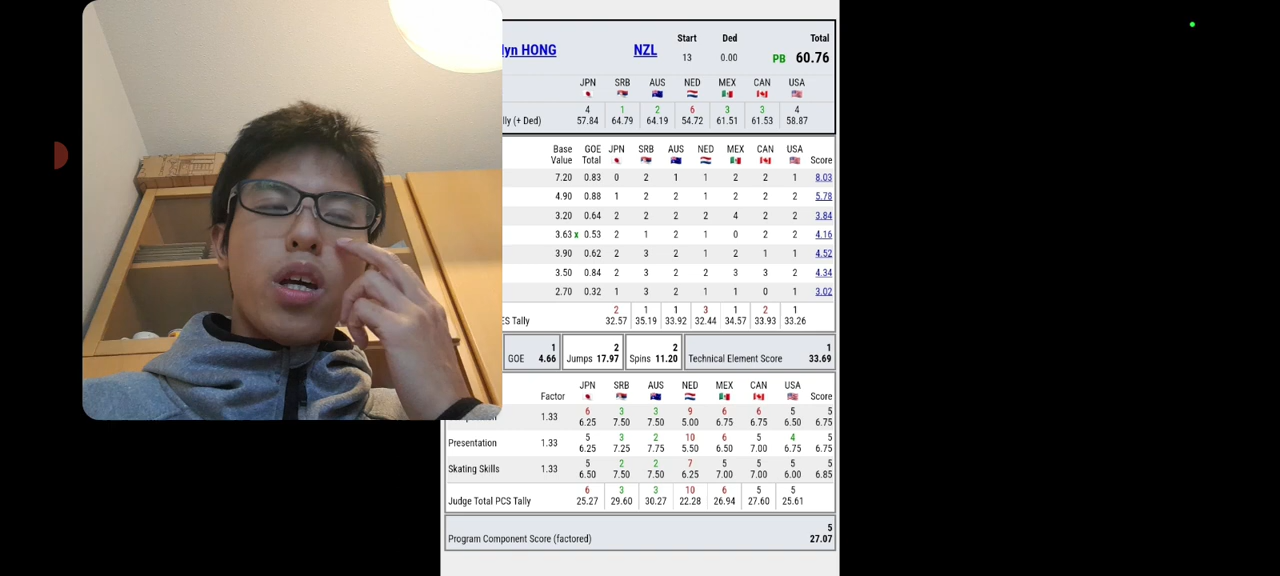 Start Ded Total
lyn HONG NZL 13 0.00 PB 60.76
JPN SRB AUS NED MEX CAN USA
4 1 2 6 3 3 4
lly (+ Ded) 57.84 64.79 64.19 54.72 61.51 61.53 58.87
Base GOE JPN SRB AUS NED MEX CAN USA
Value Total Score
7.20 0.83 0 2 1 1 2 2 1 8.03
4.90 0.88 1 2 2 1 2 2 2 5.78
3.20 0.64 2 2 2 2 4 2 2 3.84
3.63 x 0.53 2 1 2 1 0 2 2 4.16
3.90 0.62 2 3 2 1 2 1 1 4.52
3.50 0.84 2 3 2 2 3 3 2 4.34
2.70 0.32 1 3 2 1 1 0 1 3.02
2 1 1 3 1 2 1
ES Tally 32.57 35.19 33.92 32.44 34.57 33.93 33.26
1 2 2 1
GOE 4.66 Jumps 17.97 Spins 11.20 Technical Element Score 33.69
JPN SRB AUS NED MEX CAN USA
Factor Score
6 3 3 9 6 6 5 5
1.33 6.25 7.50 7.50 5.00 6.75 6.75 6.50 6.75
5 3 2 10 6 5 4 5
Presentation 1.33 6.25 7.25 7.75 5.50 6.50 7.00 6.75 6.75
5 2 2 7 5 5 5 5
Skating Skills 1.33 6.50 7.50 7.50 6.25 7.00 7.00 6.00 6.85
6 3 3 10 6 5 5
Judge Total PCS Tally 25.27 29.60 30.27 22.28 26.94 27.60 25.61
5
Program Component Score (factored) 27.07